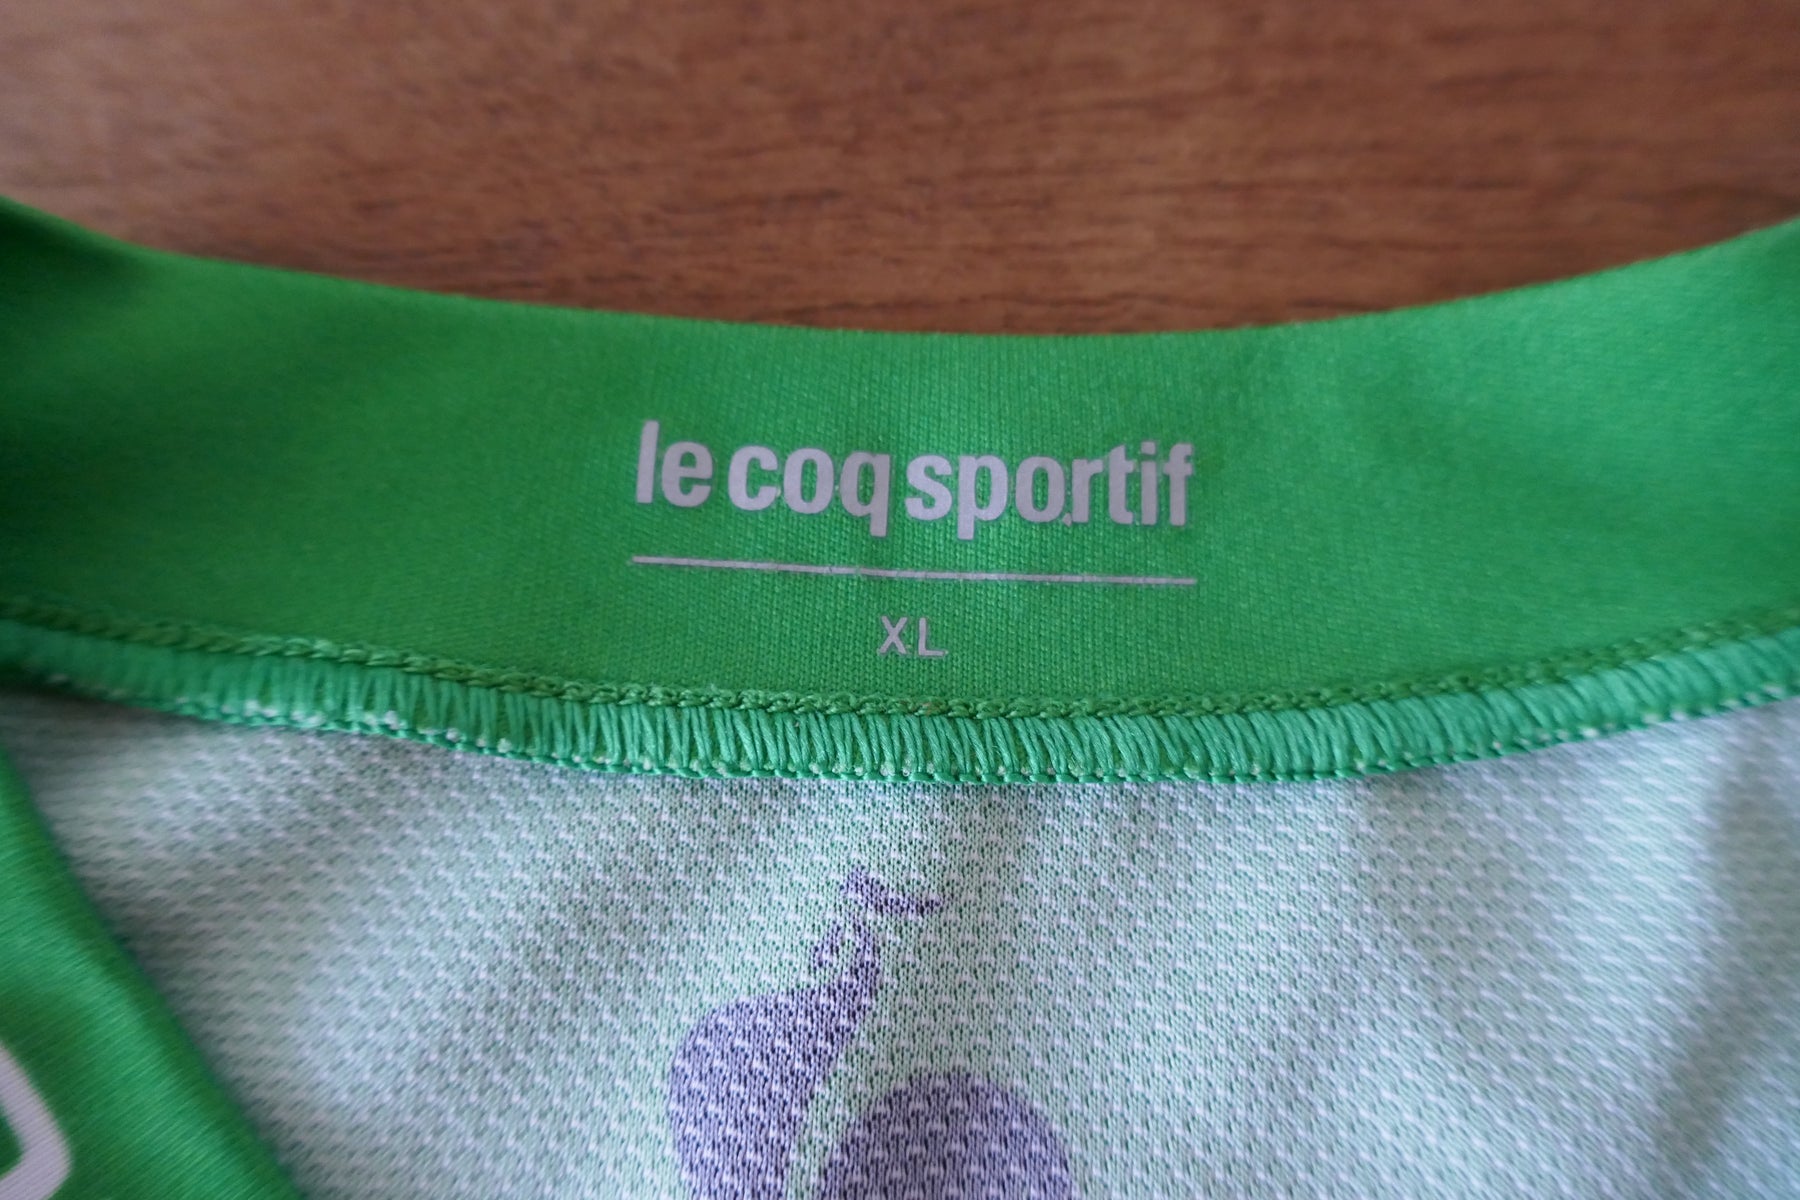 le coq sportif
XL